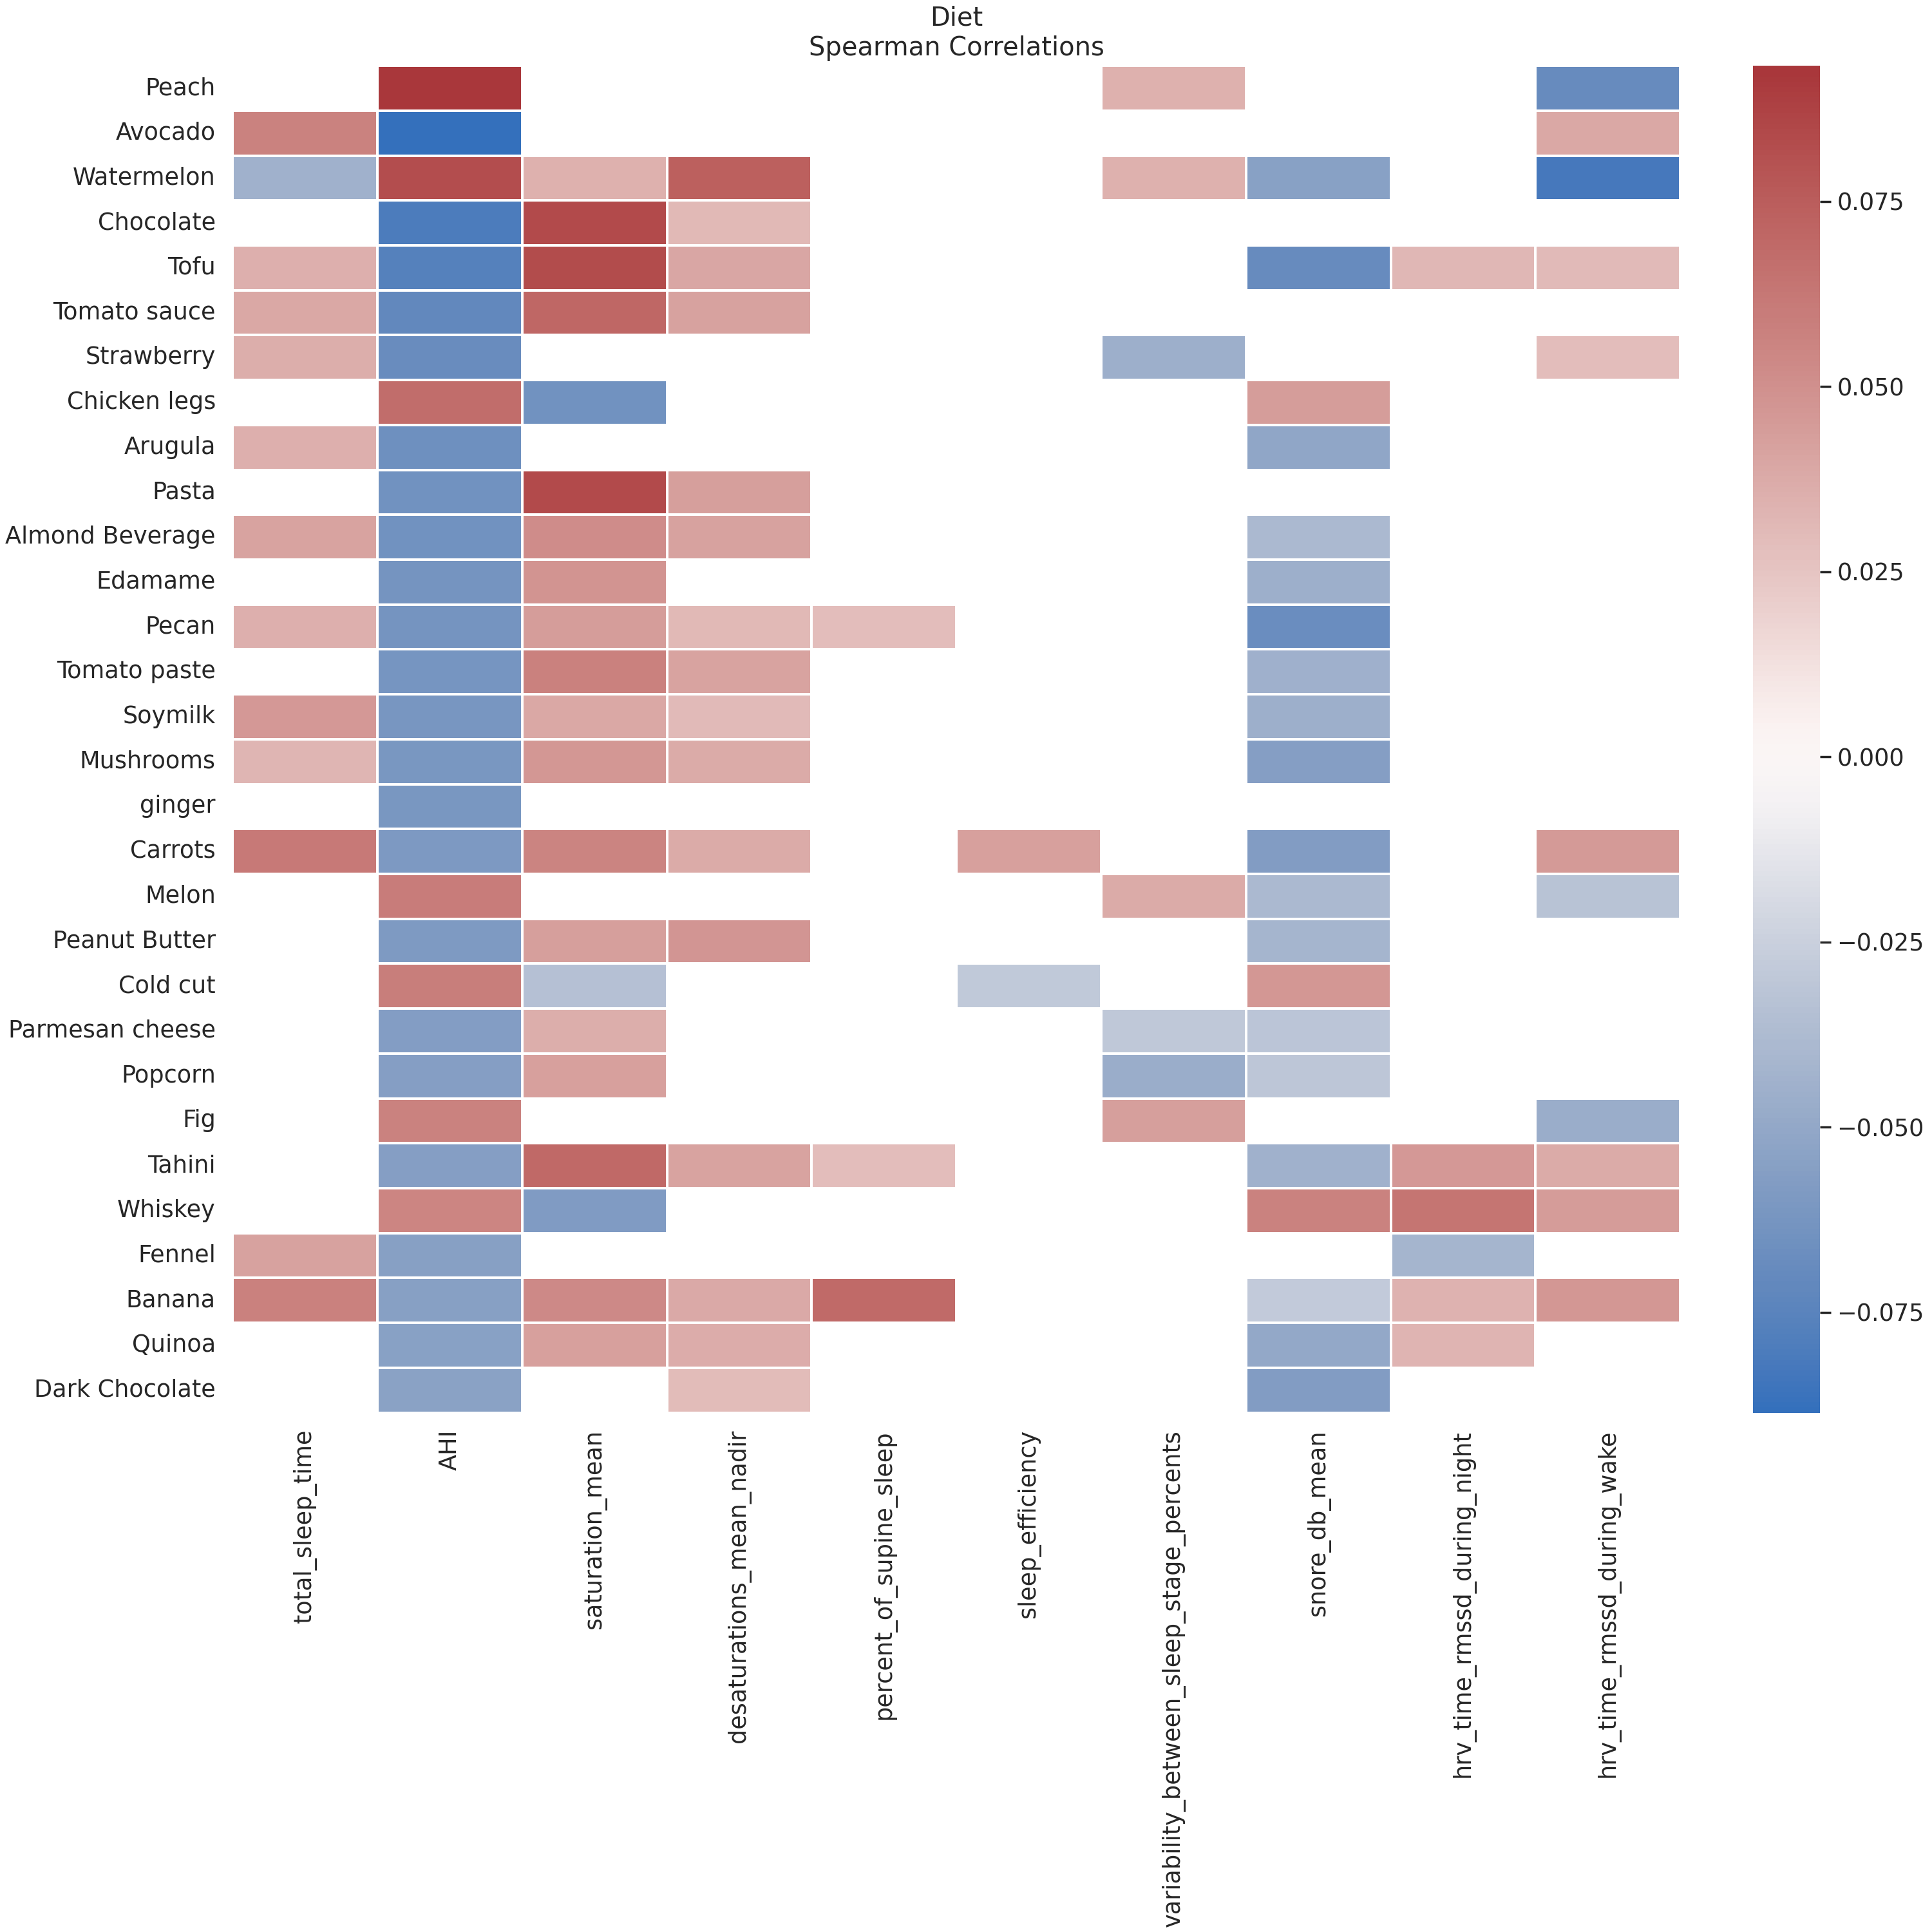 Diet
Spearman Correlations
Peach
Avocado
Watermelon
Chocolate
Tofu
Tomato sauce
Strawberry
Chicken legs
Arugula
Pasta
Almond Beverage
Edamame
Pecan
Tomato paste
Soymilk
Mushrooms
ginger
Carrots
Melon
Peanut Butter
Cold cut
Parmesan cheese
Popcorn
Fig
Tahini
Whiskey
Fennel
Banana
Quinoa
Dark Chocolate
total_sleep_time
AHI
saturation_mean
desaturations_mean_nadir
percent_of_supine_sleep
sleep_efficiency
variability_between_sleep_stage_percents
snore_db_mean
hrv_time_rmssd_during_night
hrv_time_rmssd_during_wake
0.075
0.050
0.025
0.000
−0.025
−0.050
−0.075